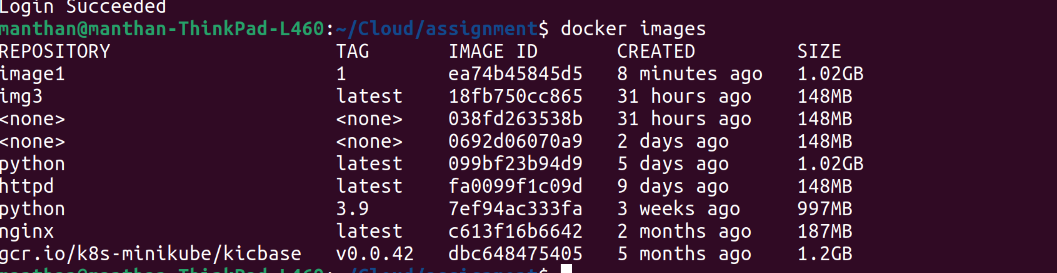 Login Succeeded
manthan@manthan-ThinkPad-L460:~/Cloud/assignment$ docker images
REPOSITORY TAG IMAGE ID CREATED SIZE
image1 1 ea74b45845d5 8 minutes ago 1.02GB
img3 latest 18fb750cc865 31 hours ago 148MB
<none> <none> 038fd263538b 31 hours ago 148MB
<none> <none> 0692d06070a9 2 days ago 148MB
python latest 099bf23b94d9 5 days ago 1.02GB
httpd latest fa0099f1c09d 9 days ago 148MB
python 3.9 7ef94ac333fa 3 weeks ago 997MB
nginx latest c613f16b6642 2 months ago 187MB
gcr.io/k8s-minikube/kicbase v0.0.42 dbc648475405 5 months ago 1.2GB
manthan@manthan-ThinkPad-L460:~/Cloud/assignment$